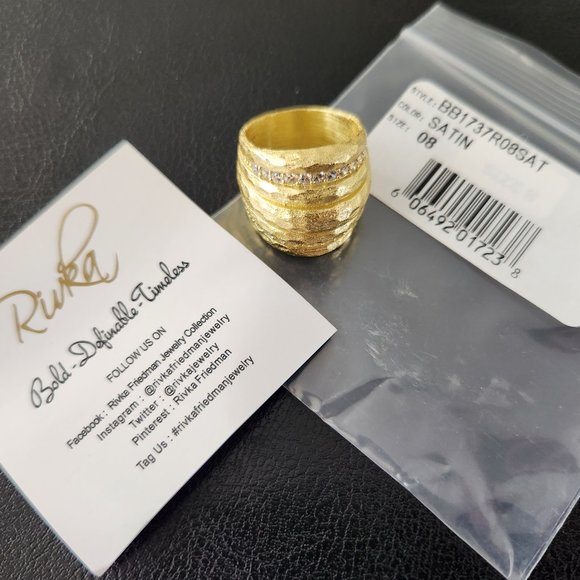 Rivka
Bold - Definable - Timeless
FOLLOW US ON
Facebook : Rivka Friedman Jewelry Collection
Instagram : @rivkafriedmanjewelry
Twitter : @rivkajewelry
Pinterest : Rivka Friedman
Tag Us : #rivkafriedmanjewelry
STYLE: BB1737R08SAT
COLOR: SATIN
SIZE: 08
6 06492 01723 8